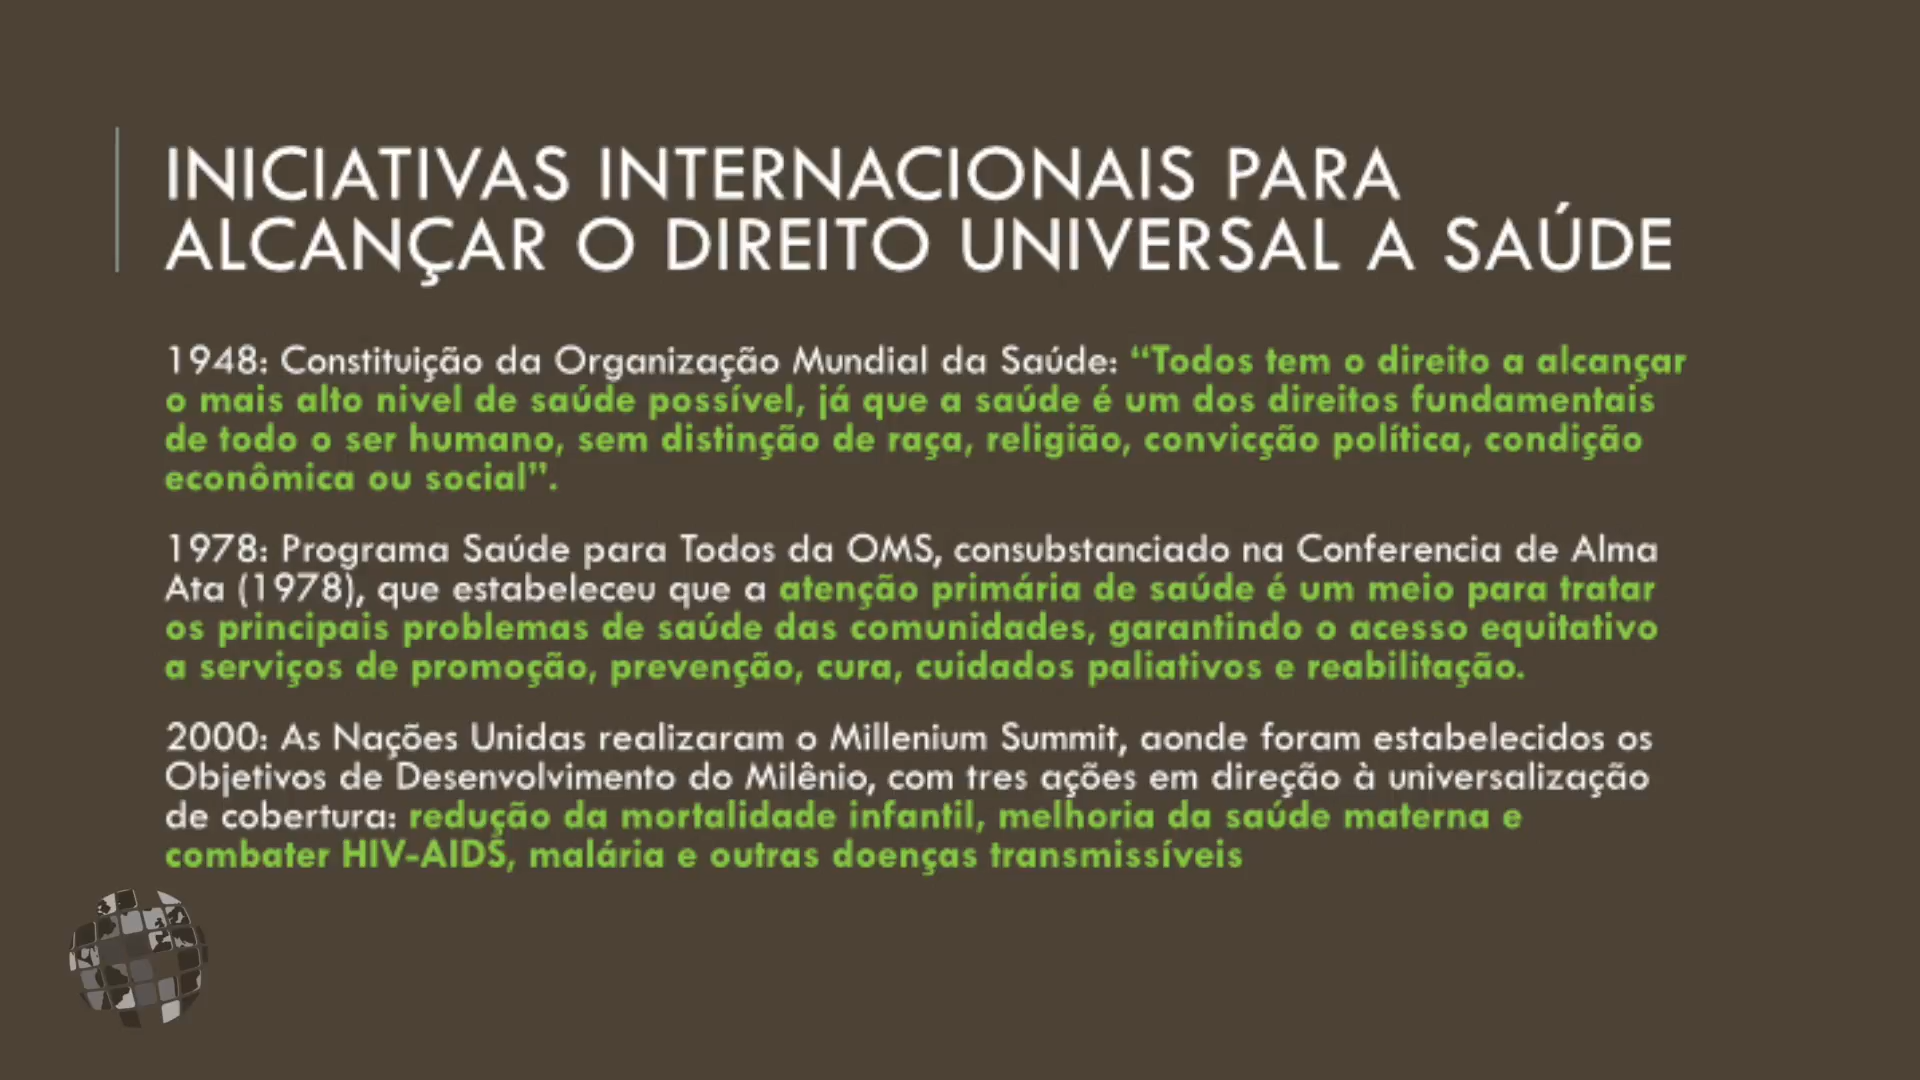 INICIATIVAS INTERNACIONAIS PARA
ALCANÇAR O DIREITO UNIVERSAL A SAÚDE
1948: Constituição da Organização Mundial da Saúde: “Todos tem o direito a alcançar
o mais alto nivel de saúde possível, já que a saúde é um dos direitos fundamentais
de todo o ser humano, sem distinção de raça, religião, convicção política, condição
econômica ou social”.
1978: Programa Saúde para Todos da OMS, consubstanciado na Conferencia de Alma
Ata (1978), que estabeleceu que a atenção primária de saúde é um meio para tratar
os principais problemas de saúde das comunidades, garantindo o acesso equitativo
a serviços de promoção, prevenção, cura, cuidados paliativos e reabilitação.
2000: As Nações Unidas realizaram o Millenium Summit, aonde foram estabelecidos os
Objetivos de Desenvolvimento do Milênio, com tres ações em direção à universalização
de cobertura: redução da mortalidade infantil, melhoria da saúde materna e
combater HIV-AIDS, malária e outras doenças transmissíveis